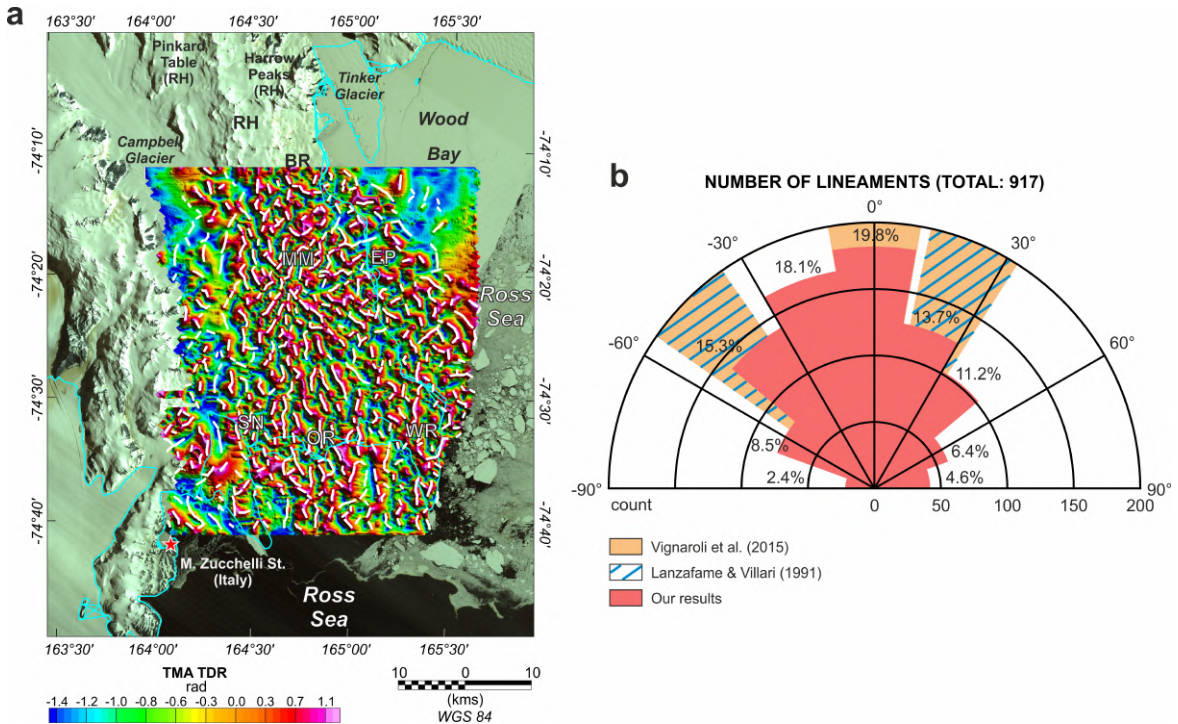 a
163°30' 164°00' 164°30' 165°00' 165°30'
Pinkard
Table
(RH)
Harrow
Peaks
(RH)
Tinker
Glacier
RH
Wood
Bay
Campbell
Glacier
BR
-74°10' -74°10'
MM EP
-74°20' -74°20'
Ross
Sea
-74°30' -74°30'
SN OR WR
-74°40' -74°40'
M. Zucchelli St.
(Italy)
Ross
Sea
163°30' 164°00' 164°30' 165°00' 165°30'
TMA TDR
rad
-1.4 -1.0 -0.8 -0.6 -0.3 0.0 0.3 0.7 1.1
10 0 10
(kms)
WGS 84
b
NUMBER OF LINEAMENTS (TOTAL: 917)
0°
-30° 30°
-60° 60°
-90° 90°
19.8%
18.1%
13.7%
15.3%
11.2%
8.5%
6.4%
2.4%
4.6%
count 0 50 100 150 200
Vignaroli et al. (2015)
Lanzafame & Villari (1991)
Our results